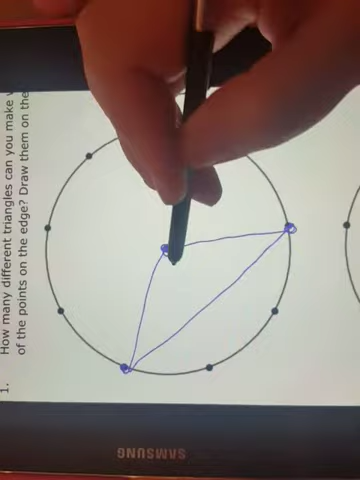 1. How many different triangles can you make
of the points on the edge? Draw them on the
SAMSUNG